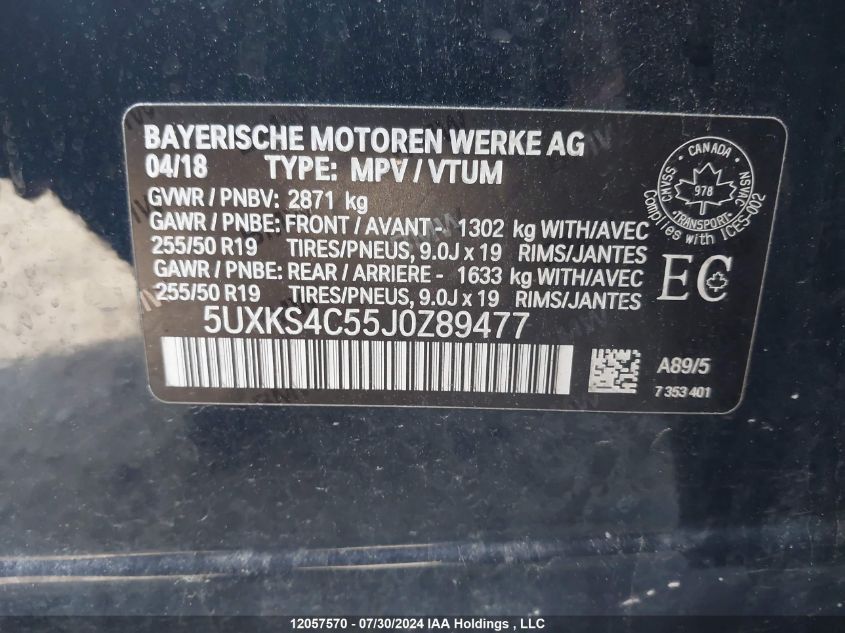 BAYERISCHE MOTOREN WERKE AG
04/18 TYPE: MPV / VTUM
GVWR / PNBV: 2871 kg
GAWR / PNBE: FRONT / AVANT - 1302 kg WITH/AVEC
255/50 R19 TIRES/PNEUS, 9.0J x 19 RIMS/JANTES
GAWR / PNBE: REAR / ARRIERE - 1633 kg WITH/AVEC
255/50 R19 TIRES/PNEUS, 9.0J x 19 RIMS/JANTES
5UXKS4C55J0Z89477
CANADA
CMVSS NSVAC
978
TRANSPORT
Complies with ICES-002
EC
A89/5
7 353 401
12057570 - 07/30/2024 IAA Holdings, LLC